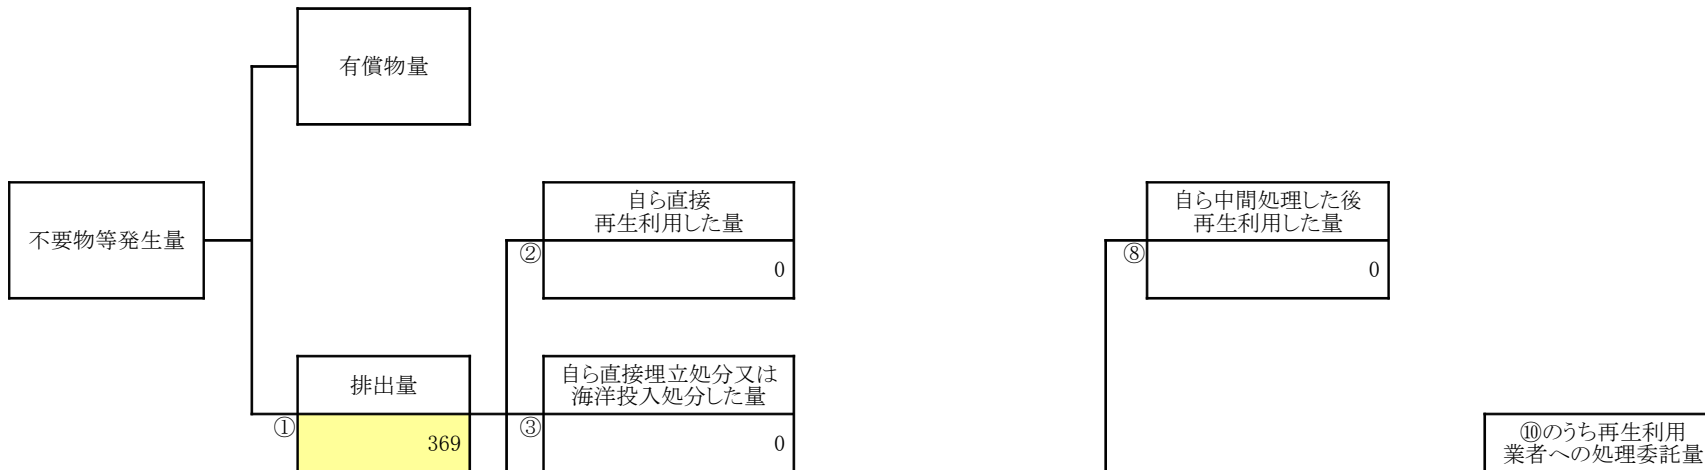 有償物量
不要物等発生量
自ら直接
再生利用した量
②
0
自ら中間処理した後
再生利用した量
⑧
0
排出量
①
369
自ら直接埋立処分又は
海洋投入処分した量
③
0
⑩のうち再生利用
業者への処理委託量